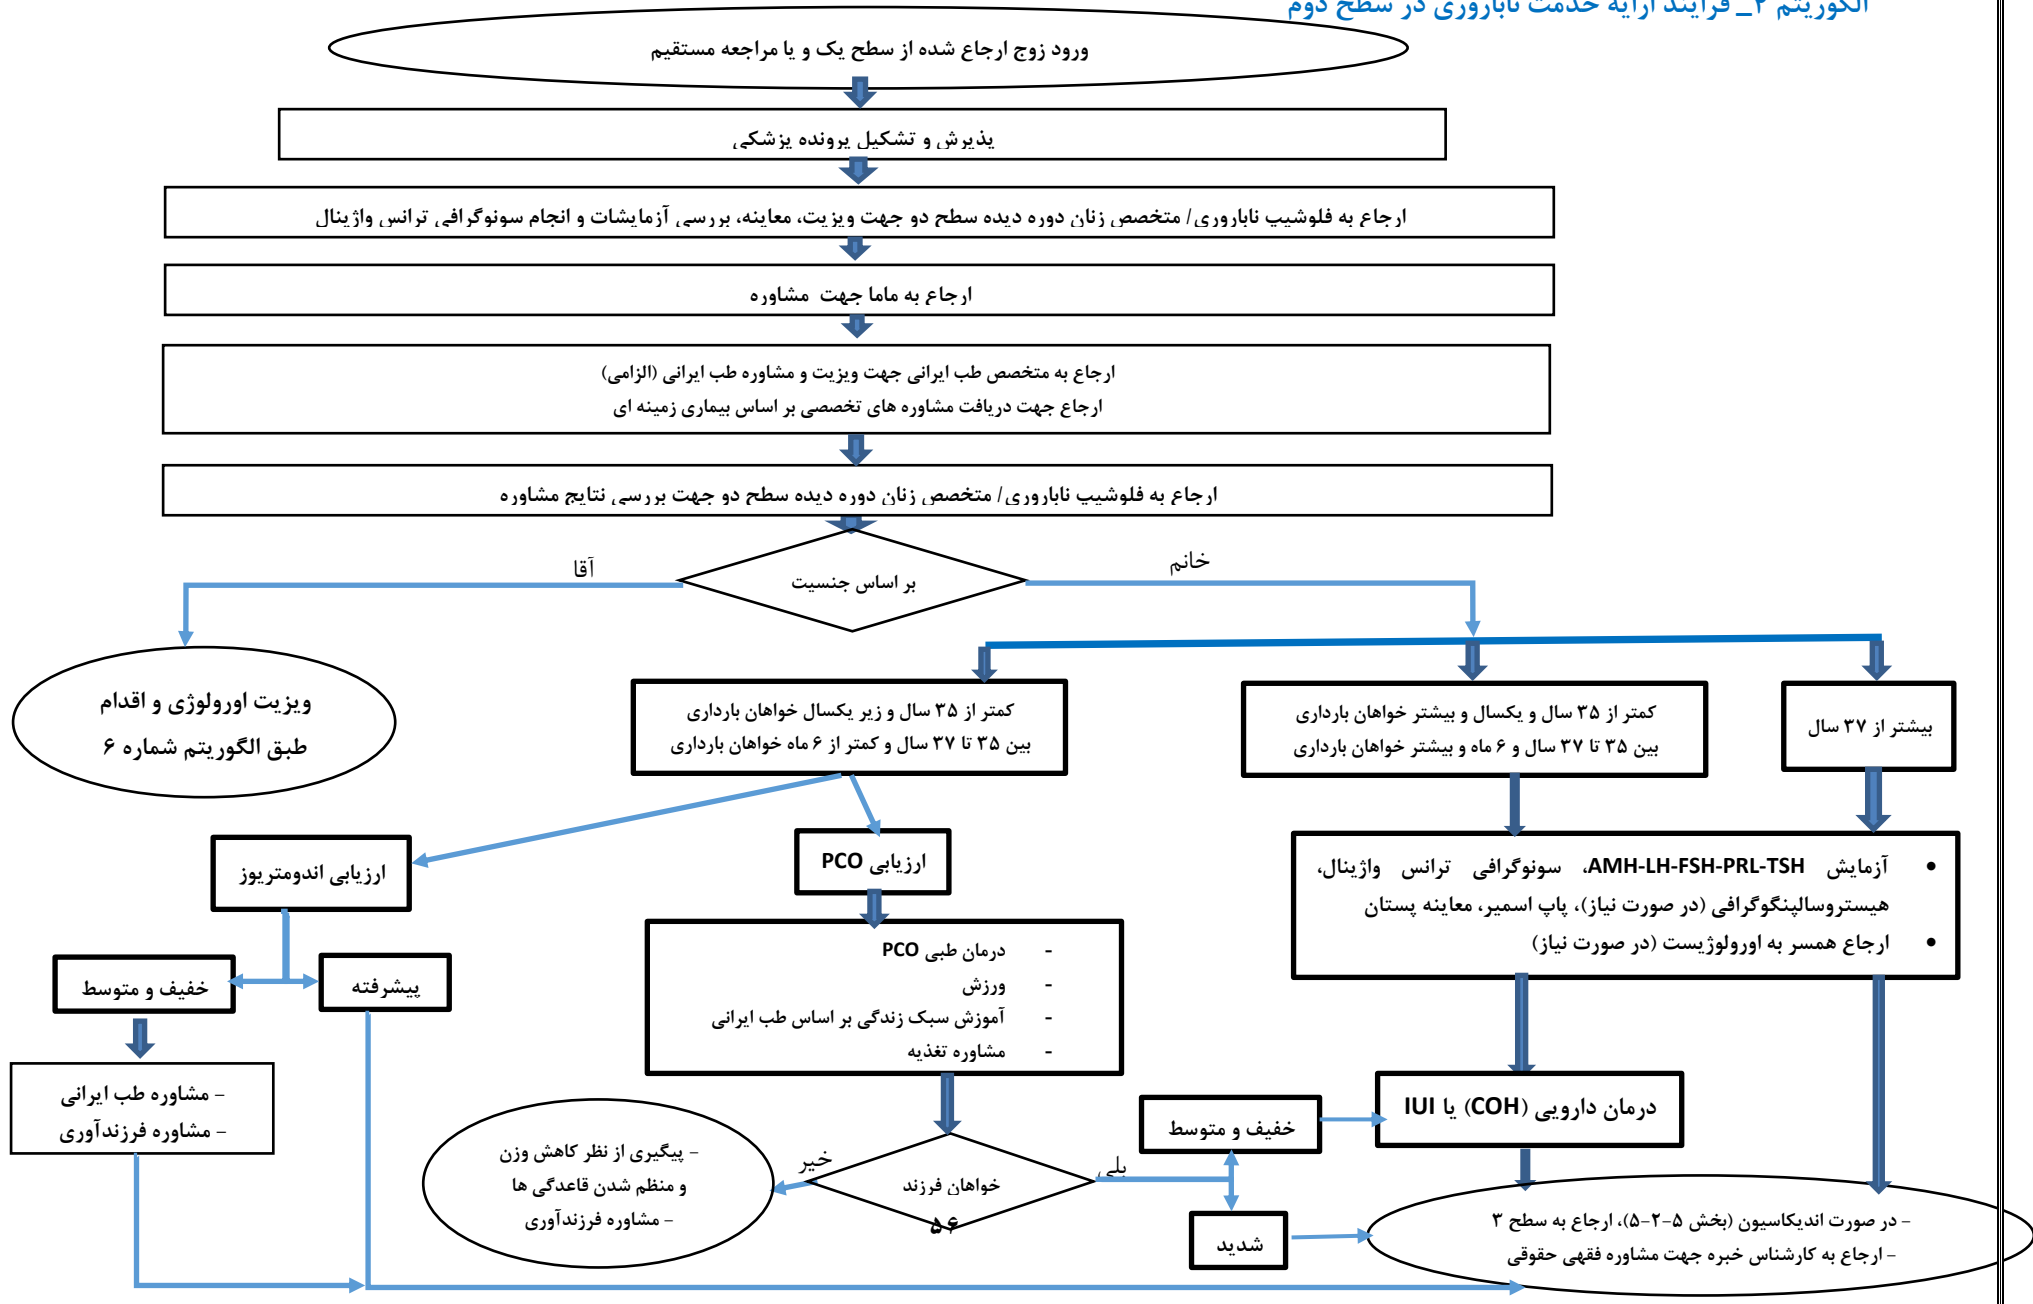 الگوریتم ۲_ فرایند ارایه خدمت ناباروری در سطح دوم
ورود زوج ارجاع شده از سطح یک و یا مراجعه مستقیم
پذیرش و تشکیل پرونده پزشکی
ارجاع به فلوشیپ ناباروری/ متخصص زنان دوره دیده سطح دو جهت ویزیت، معاینه، بررسی آزمایشات و انجام سونوگرافی ترانس واژینال
ارجاع به ماما جهت مشاوره
ارجاع به متخصص طب ایرانی جهت ویزیت و مشاوره طب ایرانی (الزامی)
ارجاع جهت دریافت مشاوره های تخصصی بر اساس بیماری زمینه ای
ارجاع به فلوشیپ ناباروری/ متخصص زنان دوره دیده سطح دو جهت بررسی نتایج مشاوره
بر اساس جنسیت
خانم
آقا
بیشتر از ۳۷ سال
کمتر از ۳۵ سال و یکسال و بیشتر خواهان بارداری
بین ۳۵ تا ۳۷ سال و ۶ ماه و بیشتر خواهان بارداری
کمتر از ۳۵ سال و زیر یکسال خواهان بارداری
بین ۳۵ تا ۳۷ سال و کمتر از ۶ ماه خواهان بارداری
ویزیت اورولوژی و اقدام
طبق الگوریتم شماره ۶
• آزمایش AMH-LH-FSH-PRL-TSH، سونوگرافی ترانس واژینال،
هیستروسالپنگوگرافی (در صورت نیاز)، پاپ اسمیر، معاینه پستان
• ارجاع همسر به اورولوژیست (در صورت نیاز)
ارزیابی PCO
ارزیابی اندومتریوز
- درمان طبی PCO
- ورزش
- آموزش سبک زندگی بر اساس طب ایرانی
- مشاوره تغذیه
پیشرفته
خفیف و متوسط
- مشاوره طب ایرانی
- مشاوره فرزندآوری
درمان دارویی (COH) یا IUI
خفیف و متوسط
شدید
بلی
خواهان فرزند
خیر
- پیگیری از نظر کاهش وزن
و منظم شدن قاعدگی ها
- مشاوره فرزندآوری
- در صورت اندیکاسیون (بخش ۵-۲-۵)، ارجاع به سطح ۳
- ارجاع به کارشناس خبره جهت مشاوره فقهی حقوقی
۵۶